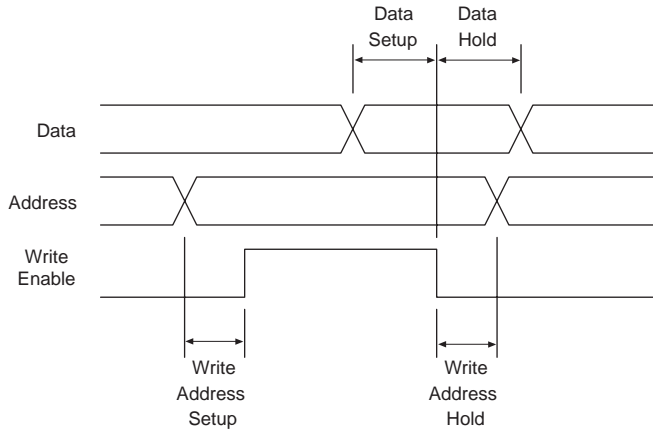 Data
Setup
Data
Hold
Data
Address
Write
Enable
Write
Address
Setup
Write
Address
Hold